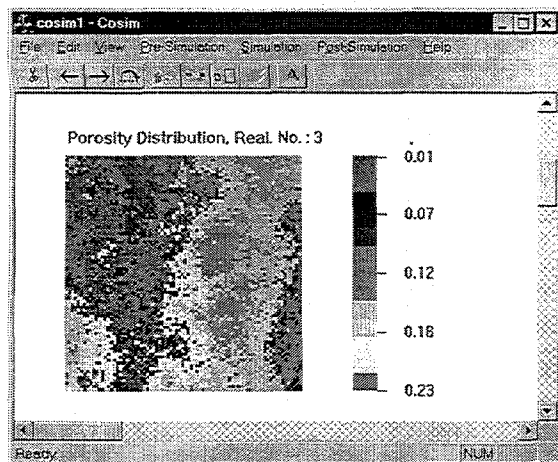 cosim1 - Cosim
File Edit View Pre-Simulation Simulation Post-Simulation Help
Porosity Distribution, Real. No. : 3
0.01
0.07
0.12
0.18
0.23
Ready
NUM